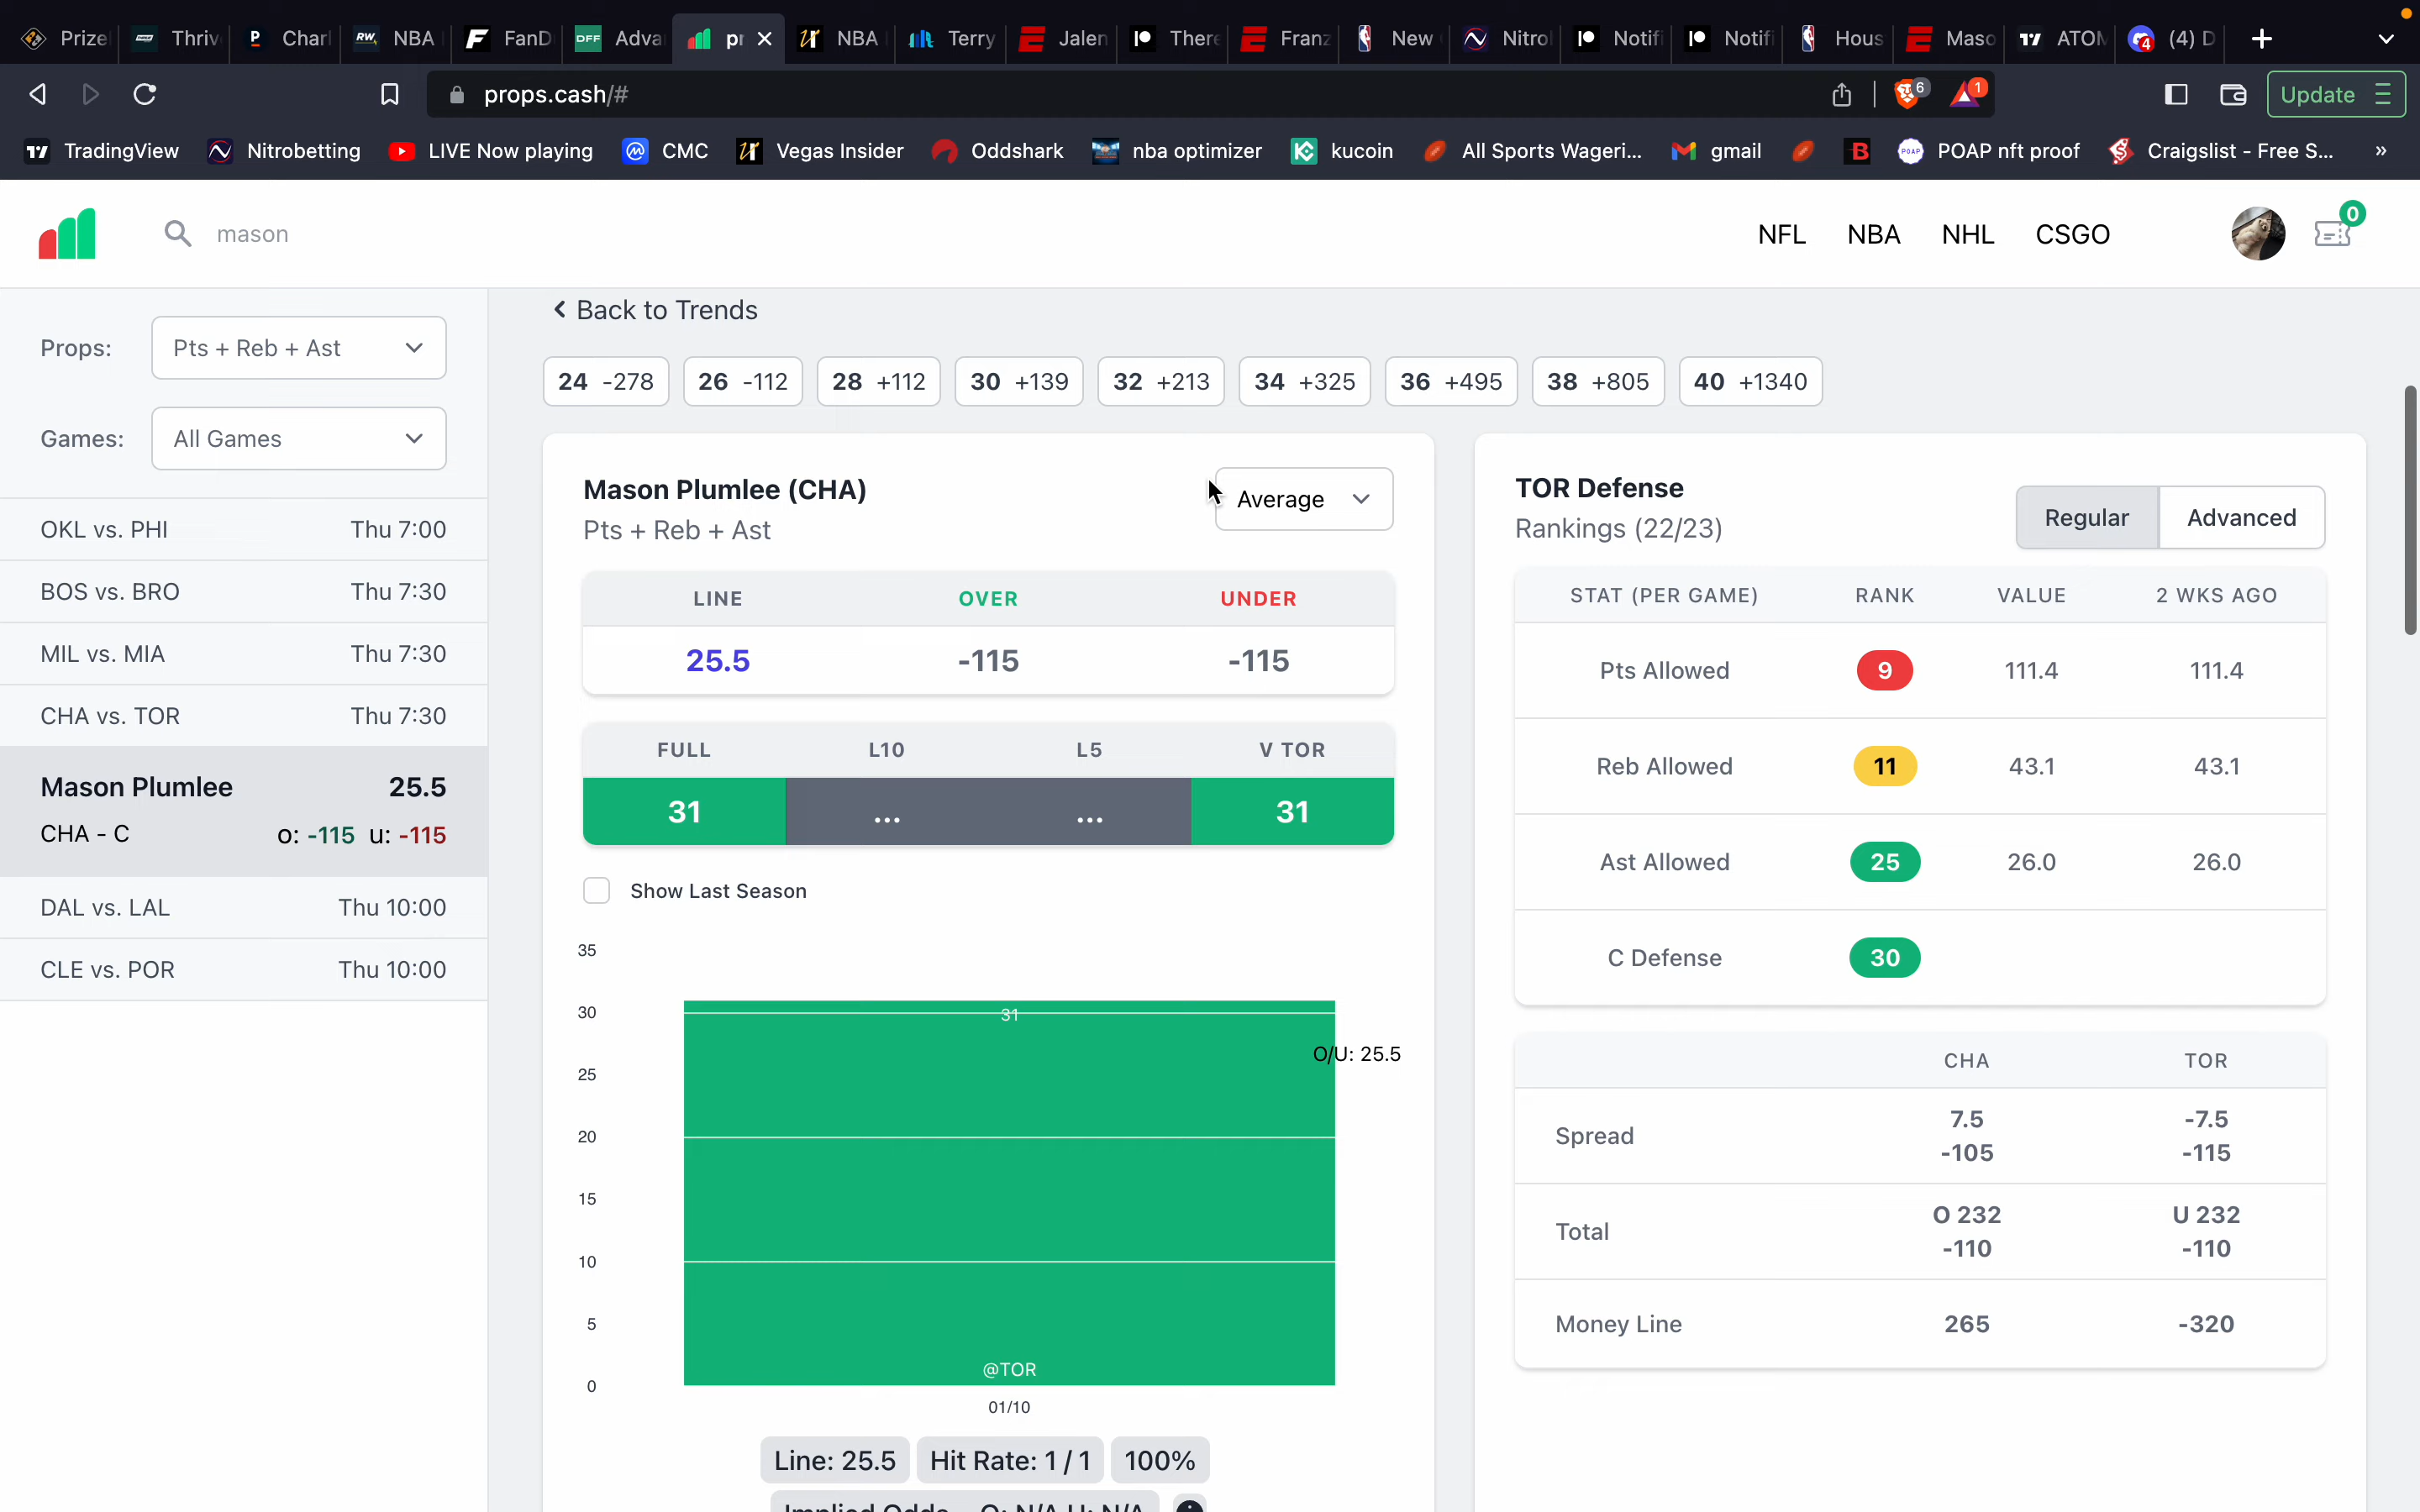 Prize Thriv Charl NBA FanD Adva pr NBA Terry Jalen There Franz New Nitrol Notifi Notifi Hous Maso ATOM (4) D
props.cash/# 6 1 Update
TradingView Nitrobetting LIVE Now playing CMC Vegas Insider Oddshark nba optimizer kucoin All Sports Wageri... gmail POAP nft proof Craigslist - Free S... »
mason NFL NBA NHL CSGO 0
Props: Pts + Reb + Ast
Games: All Games
OKL vs. PHI Thu 7:00
BOS vs. BRO Thu 7:30
MIL vs. MIA Thu 7:30
CHA vs. TOR Thu 7:30
Mason Plumlee 25.5
CHA - C o: -115 u: -115
DAL vs. LAL Thu 10:00
CLE vs. POR Thu 10:00
Back to Trends
24 -278 26 -112 28 +112 30 +139 32 +213 34 +325 36 +495 38 +805 40 +1340
Mason Plumlee (CHA)
Pts + Reb + Ast
Average
LINE OVER UNDER
25.5 -115 -115
FULL L10 L5 V TOR
31 ... ... 31
Show Last Season
35
30
25
20
15
10
5
0
31
O/U: 25.5
@TOR
01/10
Line: 25.5 Hit Rate: 1 / 1 100%
TOR Defense
Rankings (22/23)
Regular Advanced
STAT (PER GAME) RANK VALUE 2 WKS AGO
Pts Allowed 9 111.4 111.4
Reb Allowed 11 43.1 43.1
Ast Allowed 25 26.0 26.0
C Defense 30
CHA TOR
Spread 7.5 -7.5
-105 -115
Total O 232 U 232
-110 -110
Money Line 265 -320